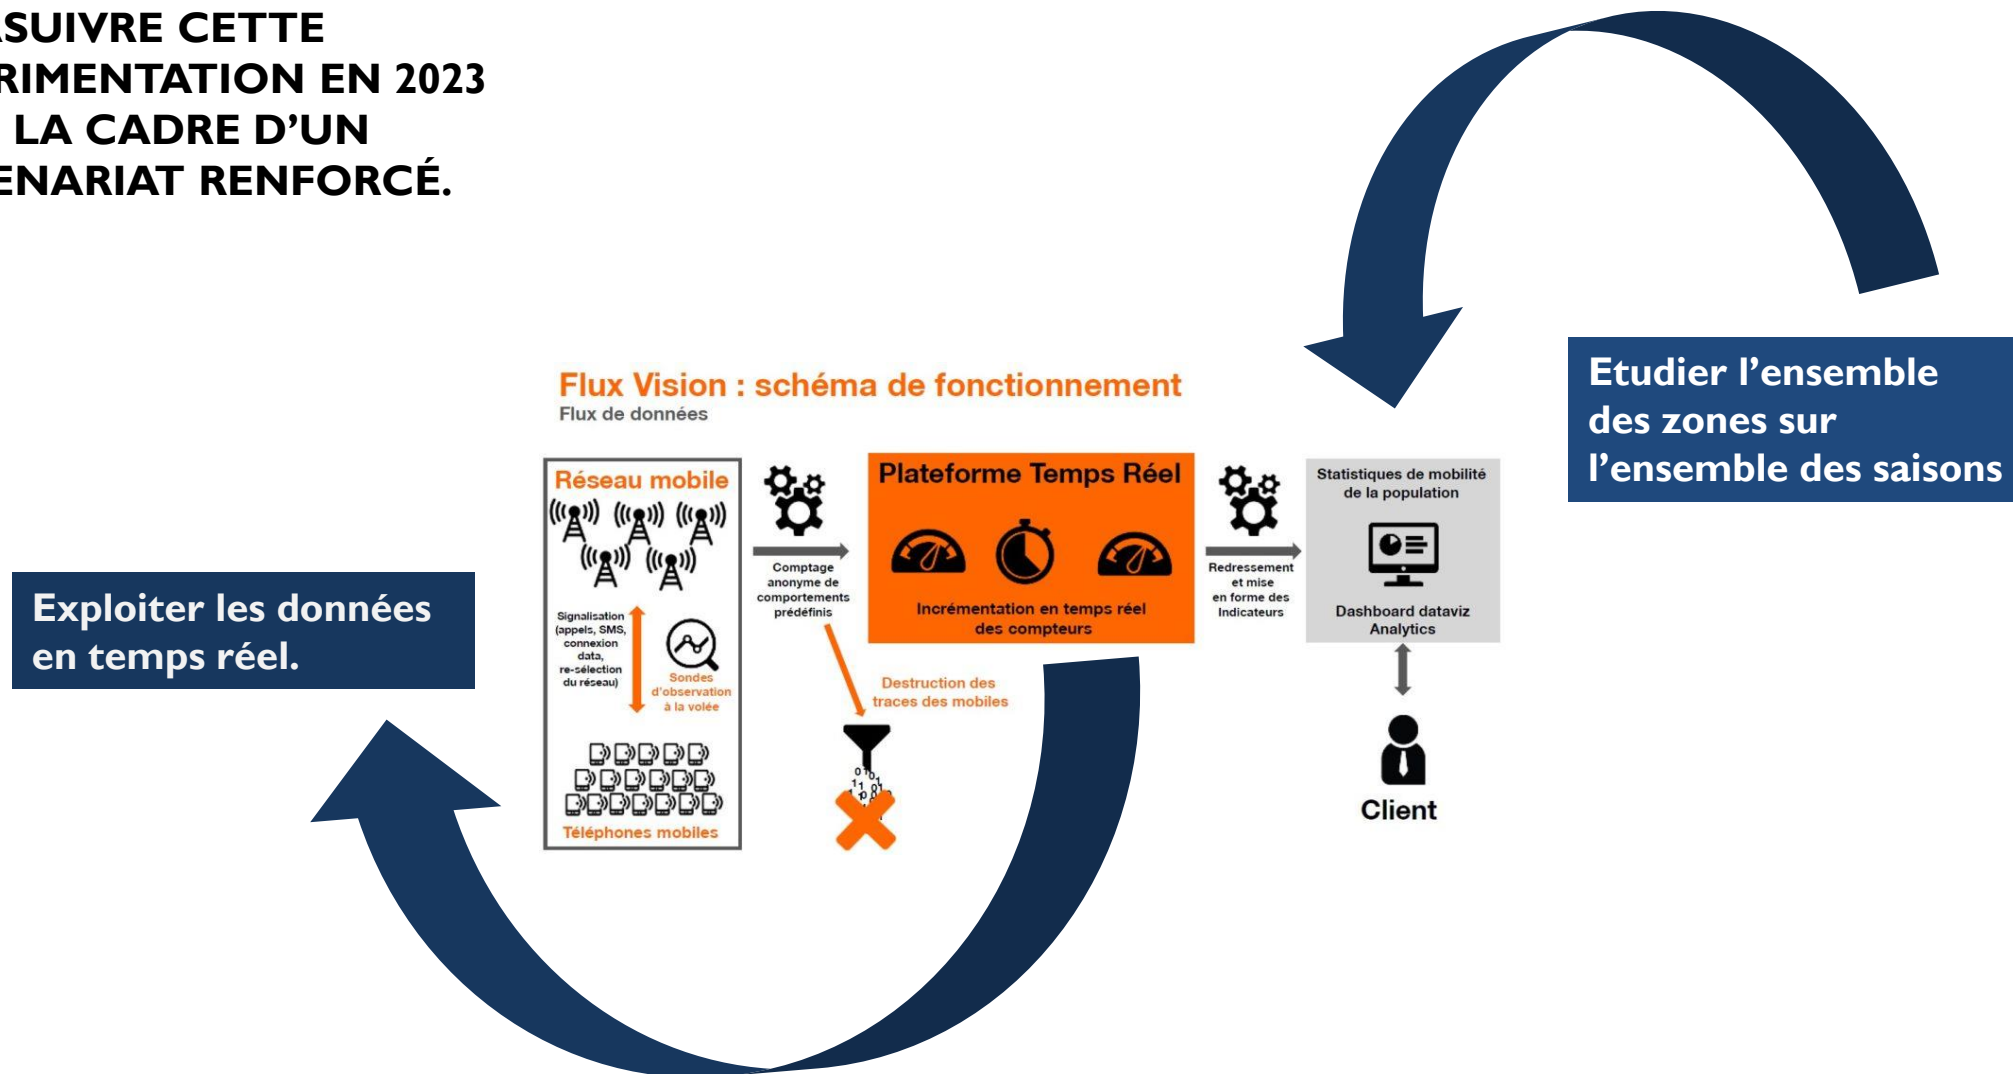 SUIVRE CETTE
RIMENTATION EN 2023
LA CADRE D’UN
ENARIAT RENFORCÉ.
Etudier l’ensemble
des zones sur
l’ensemble des saisons
Exploiter les données
en temps réel.
Flux Vision : schéma de fonctionnement
Flux de données
Réseau mobile
Signalisation
(appels, SMS,
connexion
data,
re-sélection
du réseau)
Sondes
d’observation
à la volée
Téléphones mobiles
Comptage
anonyme de
comportements
prédéfinis
Destruction des
traces des mobiles
Plateforme Temps Réel
Incrémentation en temps réel
des compteurs
Redressement
et mise
en forme des
Indicateurs
Statistiques de mobilité
de la population
Dashboard dataviz
Analytics
Client